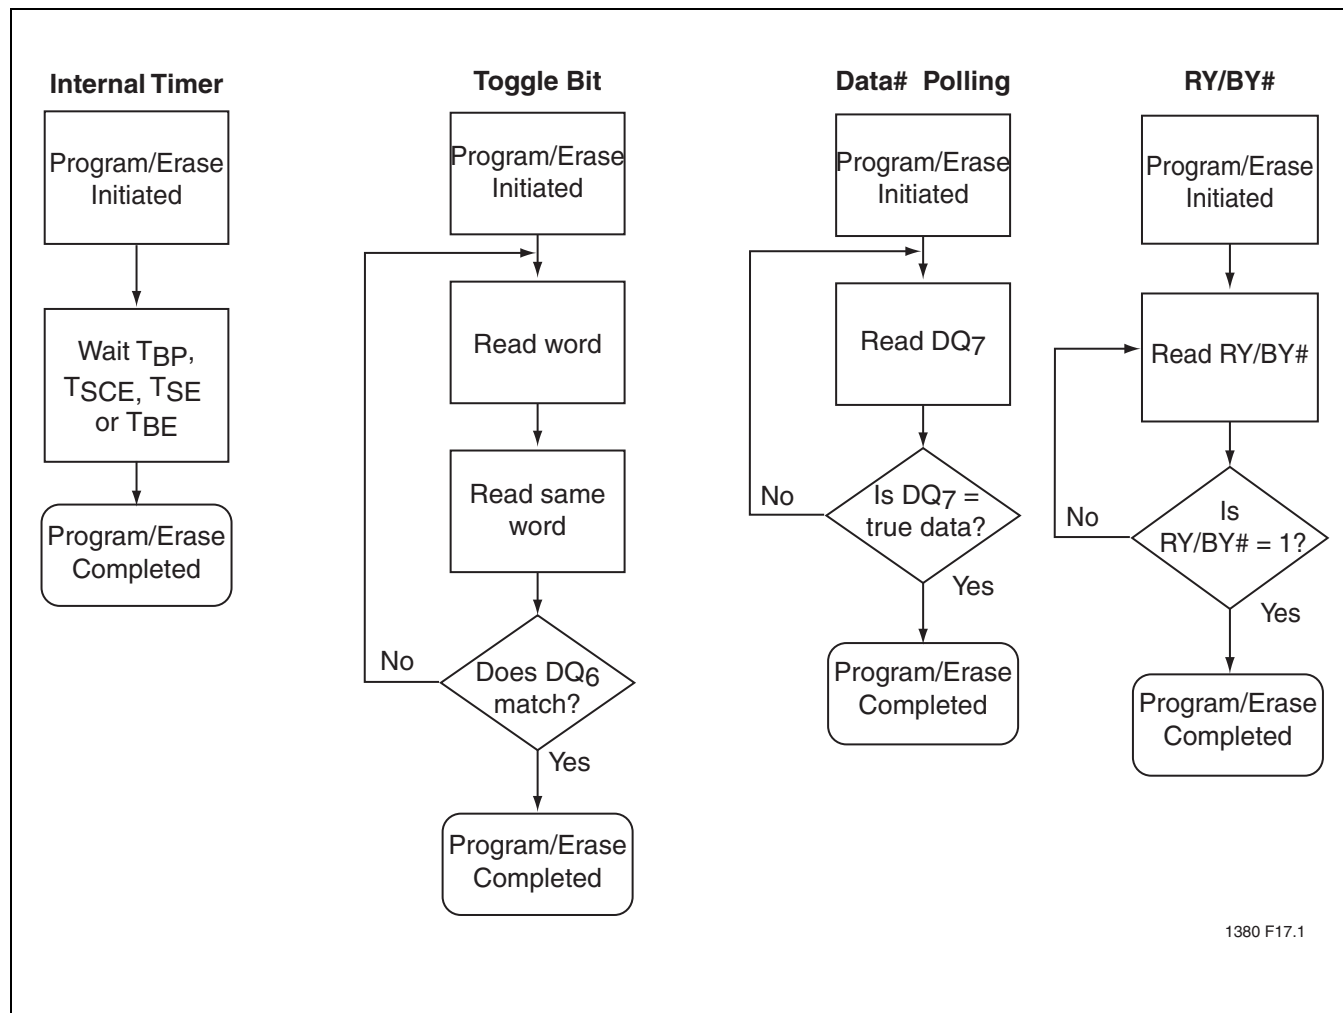 Internal Timer
Program/Erase
Initiated
Wait TBP,
TSCE, TSE
or TBE
Program/Erase
Completed
Toggle Bit
Program/Erase
Initiated
Read word
Read same
word
Does DQ6
match?
No
Yes
Program/Erase
Completed
Data# Polling
Program/Erase
Initiated
Read DQ7
Is DQ7 =
true data?
No
Yes
Program/Erase
Completed
RY/BY#
Program/Erase
Initiated
Read RY/BY#
Is
RY/BY# = 1?
No
Yes
Program/Erase
Completed
1380 F17.1